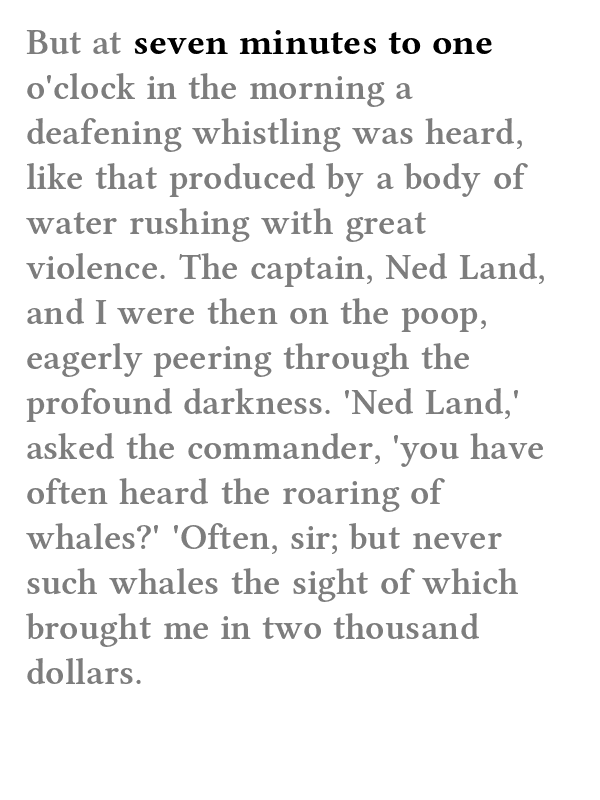 But at seven minutes to one
o'clock in the morning a
deafening whistling was heard,
like that produced by a body of
water rushing with great
violence. The captain, Ned Land,
and I were then on the poop,
eagerly peering through the
profound darkness. 'Ned Land,'
asked the commander, 'you have
often heard the roaring of
whales?' 'Often, sir; but never
such whales the sight of which
brought me in two thousand
dollars.